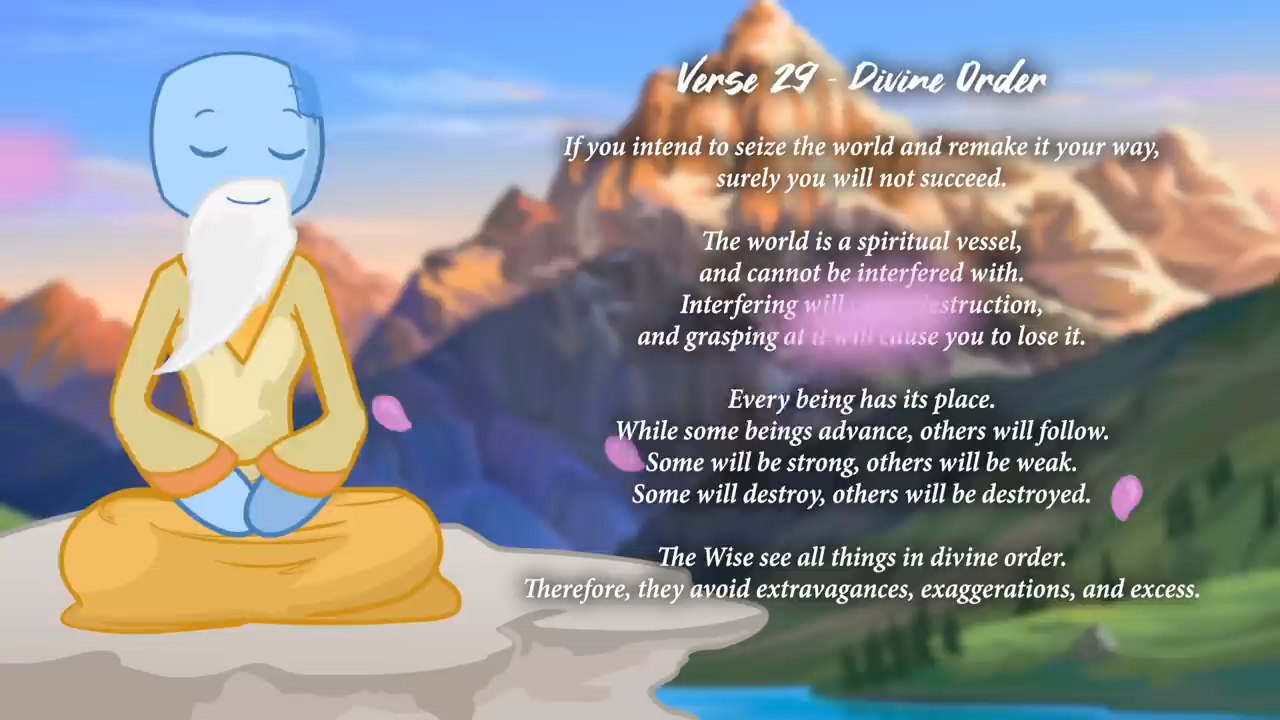 Verse 29 - Divine Order
If you intend to seize the world and remake it your way,
surely you will not succeed.
The world is a spiritual vessel,
and cannot be interfered with.
Interfering will destruction,
and grasping at it will cause you to lose it.
Every being has its place.
While some beings advance, others will follow.
Some will be strong, others will be weak.
Some will destroy, others will be destroyed.
The Wise see all things in divine order.
Therefore, they avoid extravagances, exaggerations, and excess.